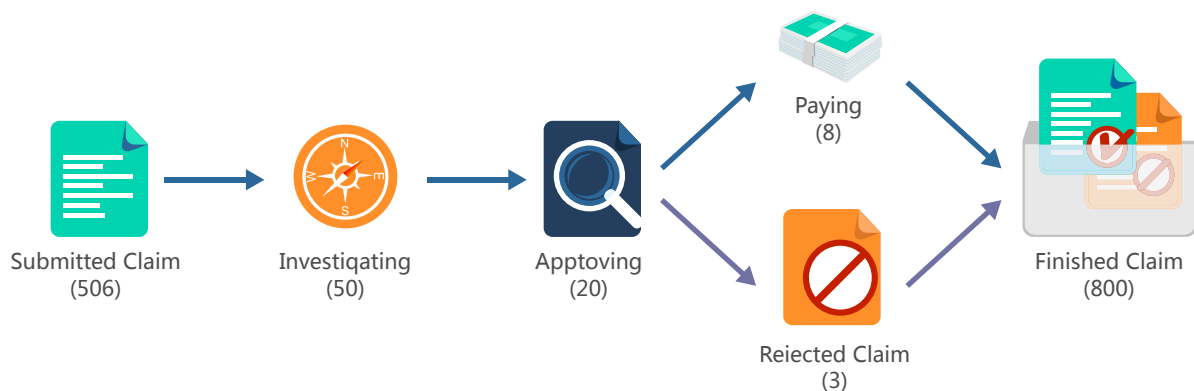 Submitted Claim
(506)
Investiqating
(50)
N
E
S
W
Apptoving
(20)
Paying
(8)
Reiected Claim
(3)
Finished Claim
(800)